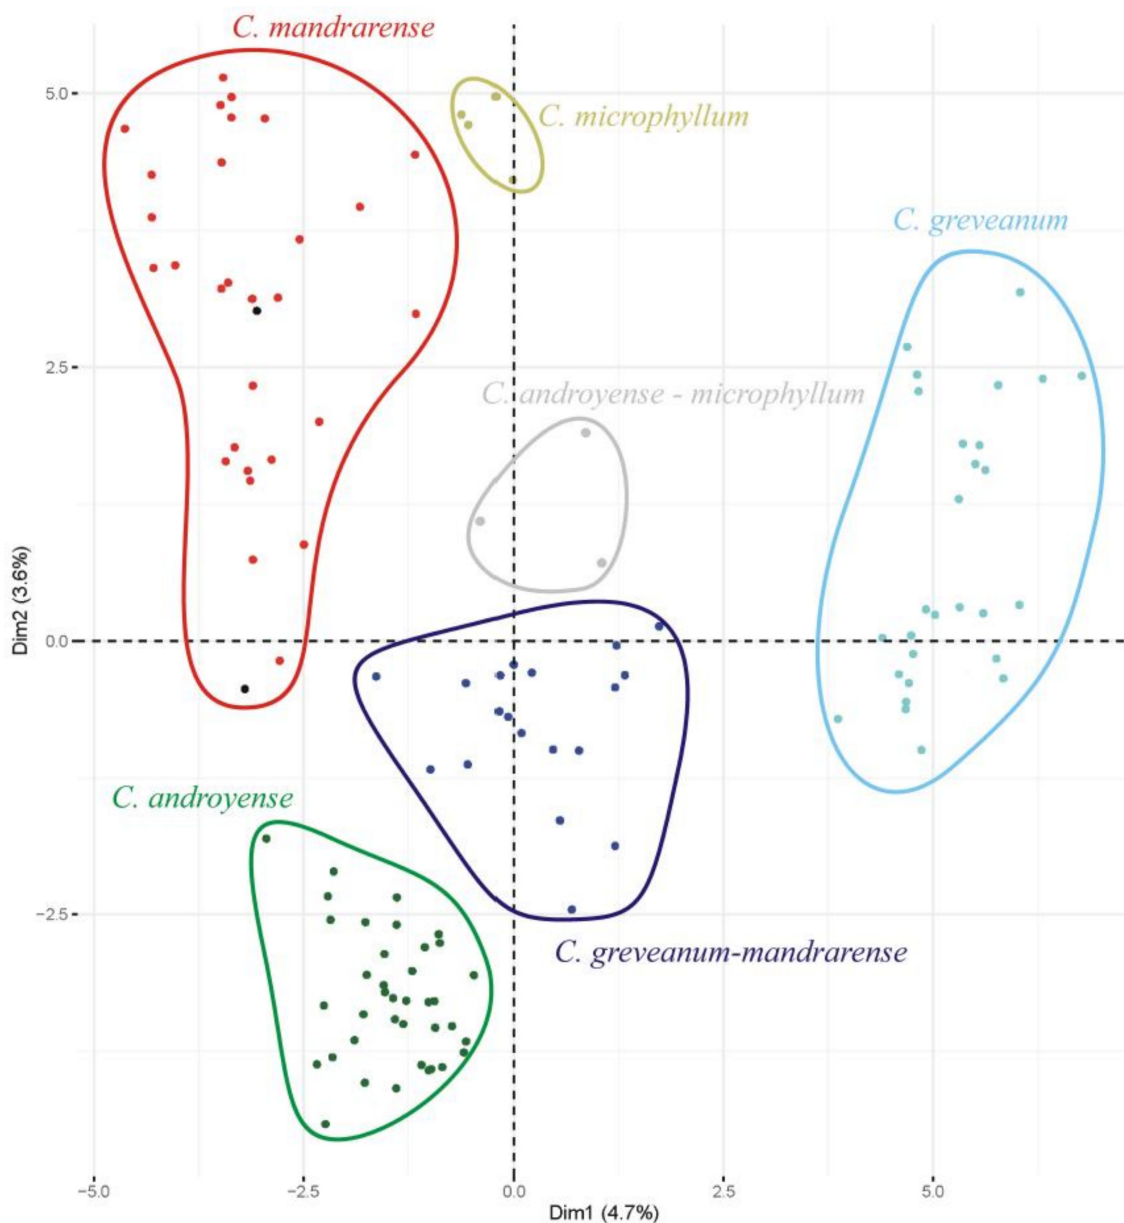 C. mandrarense
5.0
C. microphyllum
C. greveanum
2.5
C. androyense - microphyllum
Dim2 (3.6%)
0.0
C. androyense
−2.5
C. greveanum-mandrarense
−5.0
−2.5
0.0
2.5
5.0
Dim1 (4.7%)